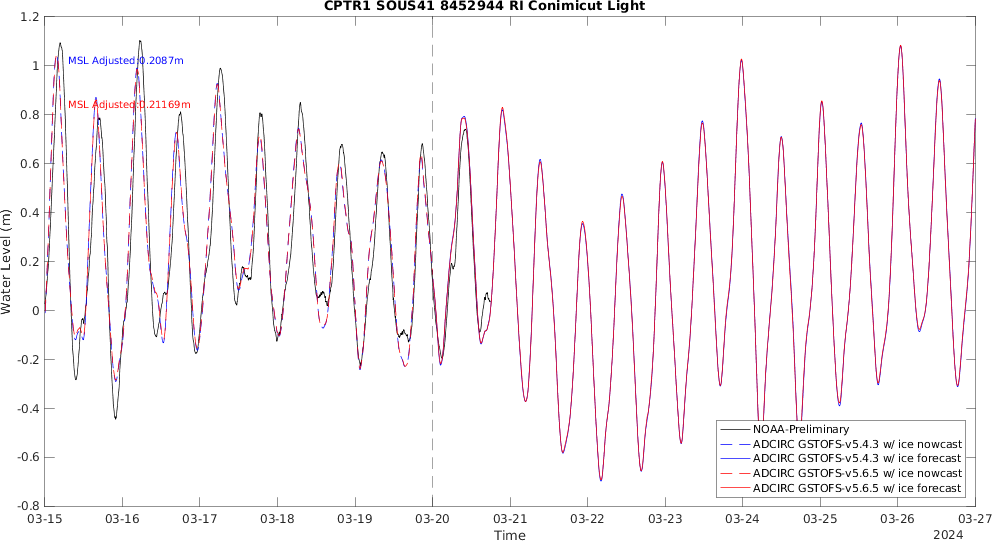 CPTR1 SOUS41 8452944 RI Conimicut Light
1.2
1
0.8
0.6
0.4
0.2
0
-0.2
-0.4
-0.6
-0.8
Water Level (m)
MSL Adjusted:0.2087m
MSL Adjusted:0.21169m
NOAA-Preliminary
ADCIRC GSTOFS-v5.4.3 w/ ice nowcast
ADCIRC GSTOFS-v5.4.3 w/ ice forecast
ADCIRC GSTOFS-v5.6.5 w/ ice nowcast
ADCIRC GSTOFS-v5.6.5 w/ ice forecast
03-15 03-16 03-17 03-18 03-19 03-20 03-21 03-22 03-23 03-24 03-25 03-26 03-27
Time
2024